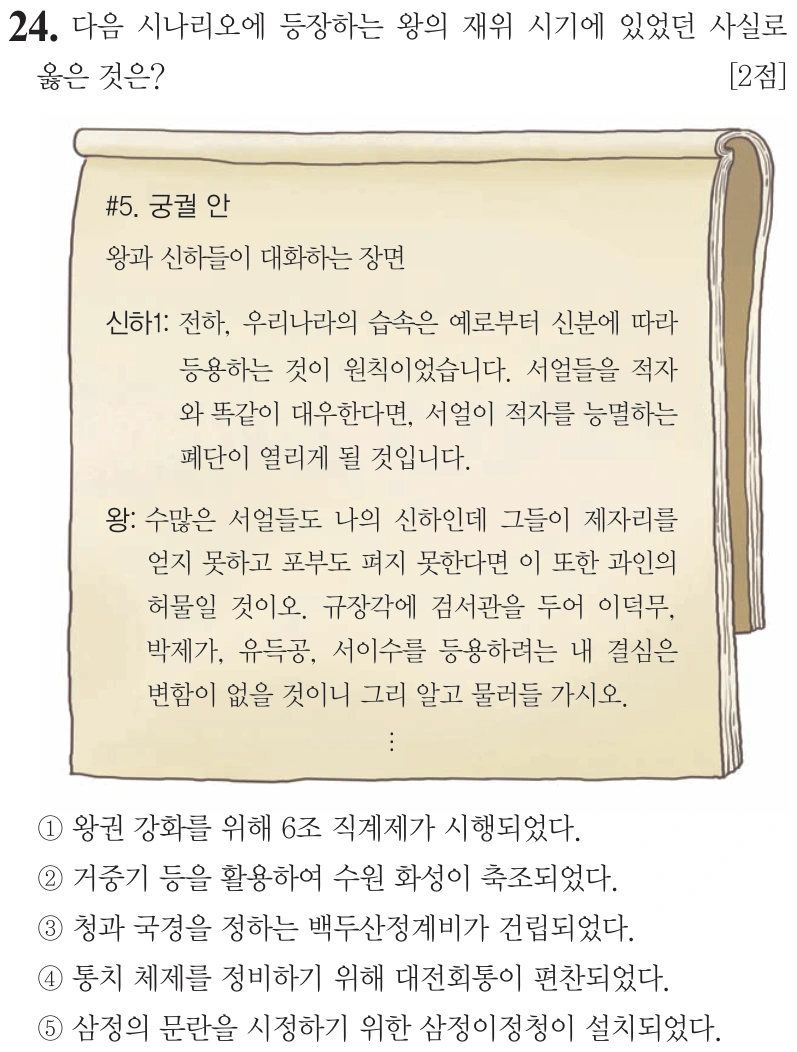 24. 다음 시나리오에 등장하는 왕의 재위 시기에 있었던 사실로
옳은 것은? [2점]
#5. 궁궐 안
왕과 신하들이 대화하는 장면
신하1: 전하, 우리나라의 습속은 예로부터 신분에 따라
등용하는 것이 원칙이었습니다. 서얼들을 적자
와 똑같이 대우한다면, 서얼이 적자를 능멸하는
폐단이 열리게 될 것입니다.
왕: 수많은 서얼들도 나의 신하인데 그들이 제자리를
얻지 못하고 포부도 펴지 못한다면 이 또한 과인의
허물일 것이오. 규장각에 검서관을 두어 이덕무,
박제가, 유득공, 서이수를 등용하려는 내 결심은
변함이 없을 것이니 그리 알고 물러들 가시오.
⋮
① 왕권 강화를 위해 6조 직계제가 시행되었다.
② 거중기 등을 활용하여 수원 화성이 축조되었다.
③ 청과 국경을 정하는 백두산정계비가 건립되었다.
④ 통치 체제를 정비하기 위해 대전회통이 편찬되었다.
⑤ 삼정의 문란을 시정하기 위한 삼정이정청이 설치되었다.